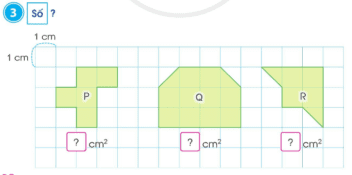 3 Số ?
1 cm
1 cm
P Q R
? cm² ? cm² ? cm²